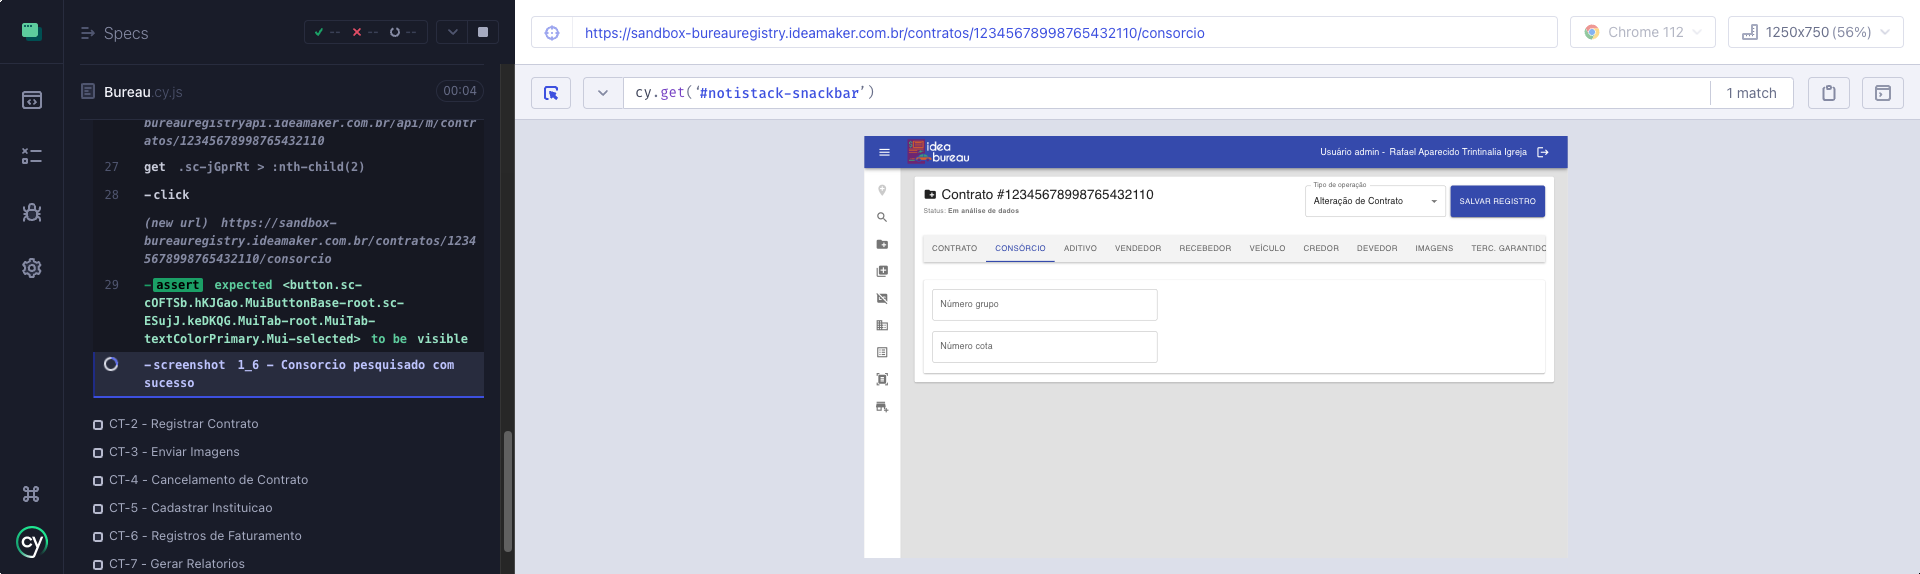 Specs
-- -- --
Bureau.cy.js
00:04
bureauregistryapi.ideamaker.com.br/api/m/contr
atos/12345678998765432110
27 get .sc-jGprRt > :nth-child(2)
28 -click
(new url) https://sandbox-
bureauregistry.ideamaker.com.br/contratos/1234
5678998765432110/consorcio
29 -assert expected <button.sc-
cOFTSb.hKJGao.MuiButtonBase-root.sc-
ESujJ.keDKQG.MuiTab-root.MuiTab-
textColorPrimary.Mui-selected> to be visible
-screenshot 1_6 - Consorcio pesquisado com
sucesso
CT-2 - Registrar Contrato
CT-3 - Enviar Imagens
CT-4 - Cancelamento de Contrato
CT-5 - Cadastrar Instituicao
CT-6 - Registros de Faturamento
CT-7 - Gerar Relatorios
cy
https://sandbox-bureauregistry.ideamaker.com.br/contratos/12345678998765432110/consorcio
Chrome 112
1250x750 (56%)
cy.get('#notistack-snackbar')
1 match
idea
bureau
Usuário admin - Rafael Aparecido Trintinalia Igreja
Contrato #12345678998765432110
Status: Em análise de dados
Tipo de operação
Alteração de Contrato
SALVAR REGISTRO
CONTRATO CONSÓRCIO ADITIVO VENDEDOR RECEBEDOR VEÍCULO CREDOR DEVEDOR IMAGENS TERC. GARANTIDO
Número grupo
Número cota